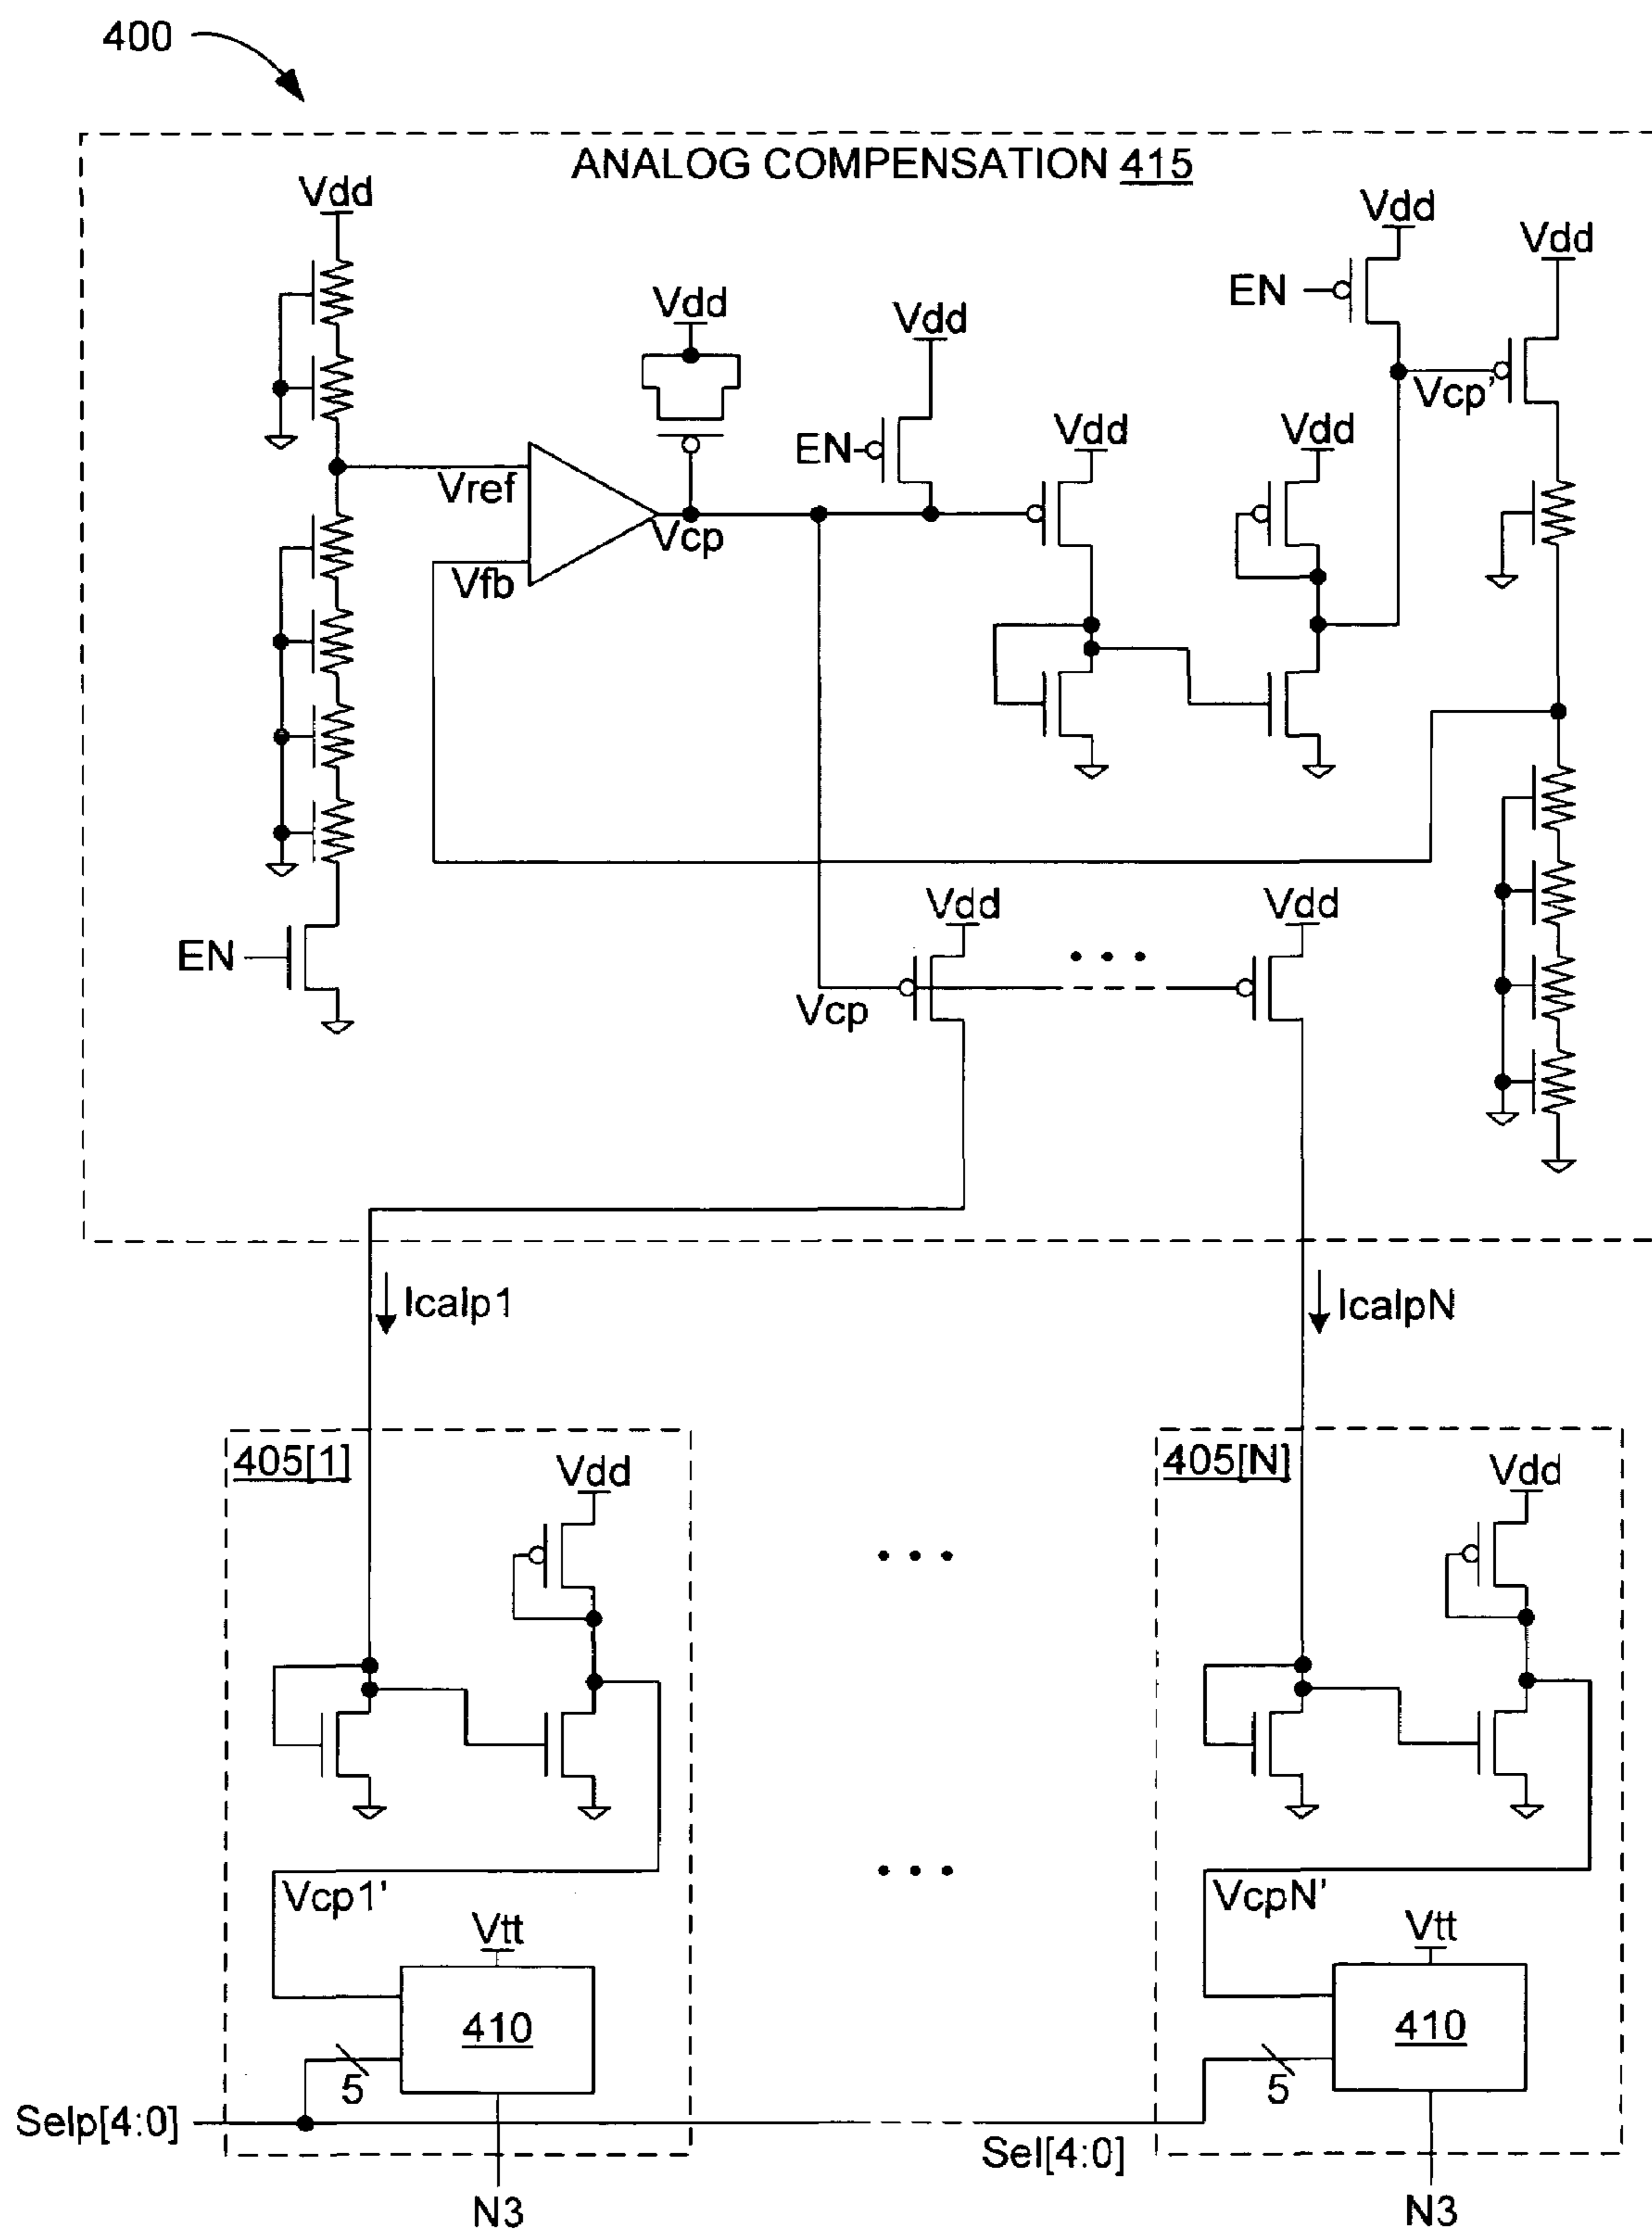 400
ANALOG COMPENSATION 415
Vdd
Vdd
Vdd
EN
Vdd
Vdd
EN
Vcp'
Vdd
Vdd
Vref
Vcp
Vfb
EN
Vdd
Vdd
Vcp
Icalp1
IcalpN
405[1]
Vdd
405[N]
Vdd
Vcp1'
VcpN'
Vtt
Vtt
410
410
5
5
Selp[4:0]
Sel[4:0]
N3
N3